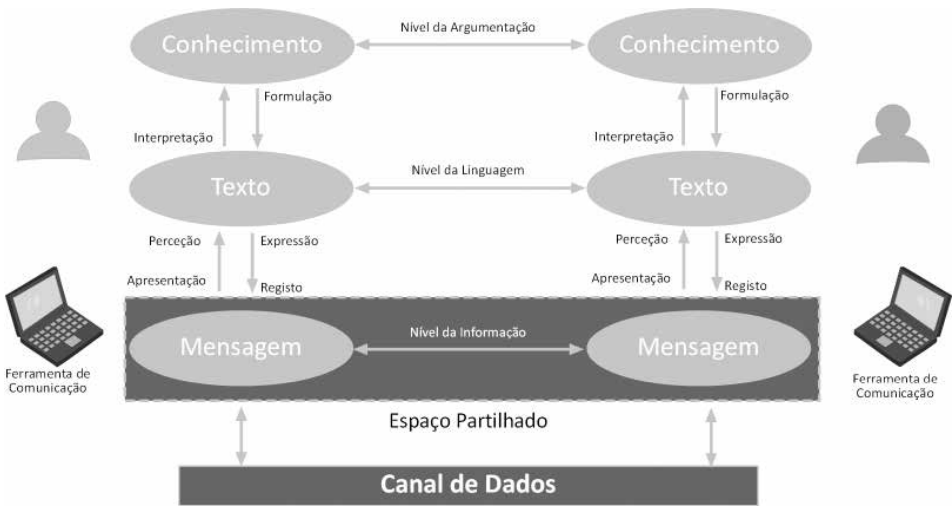 Conhecimento
Nível da Argumentação
Conhecimento
Formulação
Formulação
Interpretação
Interpretação
Texto
Nível da Linguagem
Texto
Perceção
Expressão
Perceção
Expressão
Apresentação
Registo
Apresentação
Registo
Mensagem
Nível da Informação
Mensagem
Ferramenta de
Comunicação
Ferramenta de
Comunicação
Espaço Partilhado
Canal de Dados